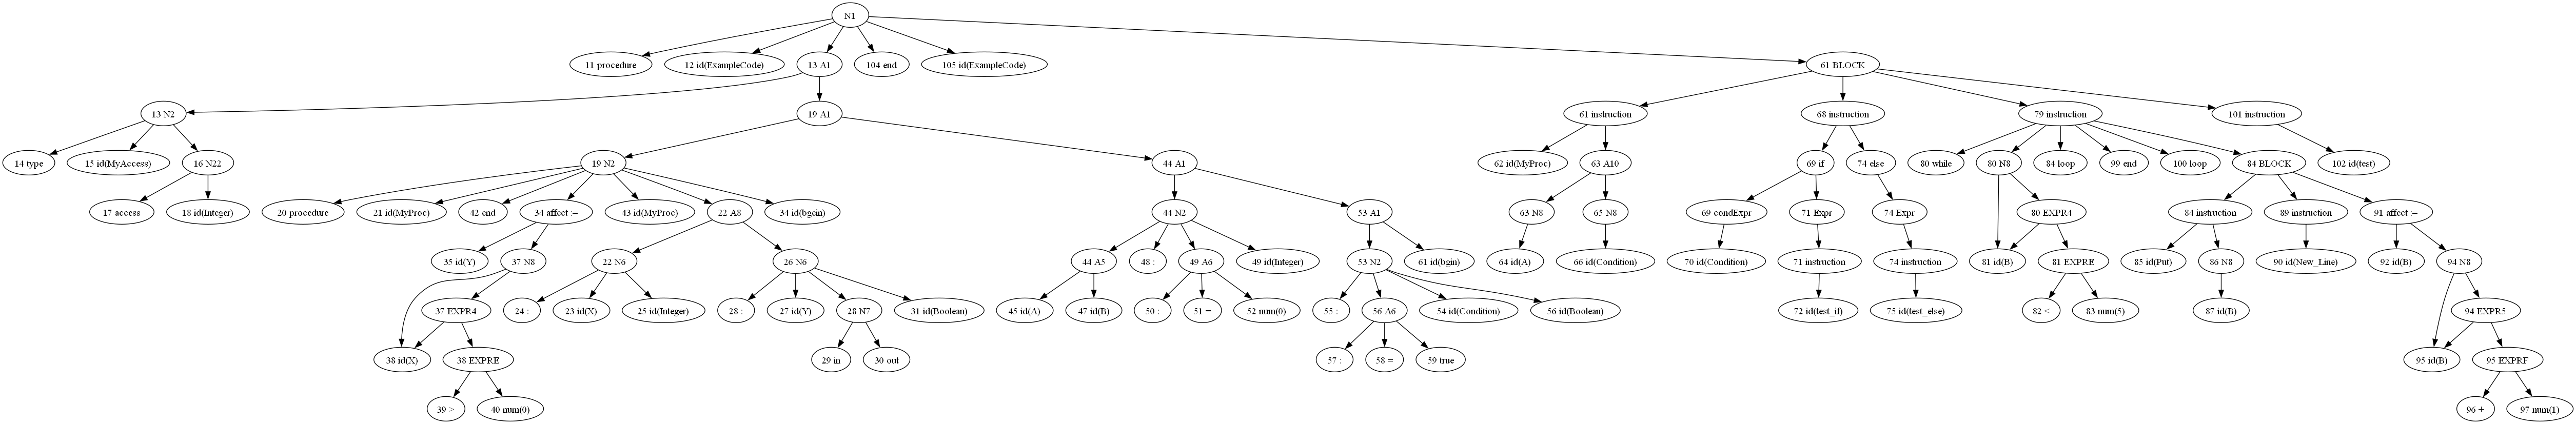 N1
11 procedure
12 id(ExampleCode)
13 A1
104 end
105 id(ExampleCode)
61 BLOCK
13 N2
19 A1
61 instruction
68 instruction
79 instruction
101 instruction
14 type
15 id(MyAccess)
16 N22
19 N2
44 A1
62 id(MyProc)
63 A10
69 if
74 else
80 while
80 N8
84 loop
99 end
100 loop
84 BLOCK
102 id(test)
17 access
18 id(Integer)
20 procedure
21 id(MyProc)
42 end
34 affect :=
43 id(MyProc)
22 A8
34 id(bgein)
44 N2
53 A1
63 N8
65 N8
69 condExpr
71 Expr
74 Expr
80 EXPR4
84 instruction
89 instruction
91 affect :=
35 id(Y)
37 N8
22 N6
26 N6
44 A5
48 :
49 A6
49 id(Integer)
53 N2
61 id(bgin)
64 id(A)
66 id(Condition)
70 id(Condition)
71 instruction
74 instruction
81 id(B)
81 EXPRE
85 id(Put)
86 N8
90 id(New_Line)
92 id(B)
94 N8
37 EXPR4
24 :
23 id(X)
25 id(Integer)
28 :
27 id(Y)
28 N7
31 id(Boolean)
45 id(A)
47 id(B)
50 :
51 =
52 num(0)
55 :
56 A6
54 id(Condition)
56 id(Boolean)
72 id(test_if)
75 id(test_else)
82 <
83 num(5)
87 id(B)
94 EXPR5
38 id(X)
38 EXPRE
29 in
30 out
57 :
58 =
59 true
95 id(B)
95 EXPRF
39 >
40 num(0)
96 +
97 num(1)